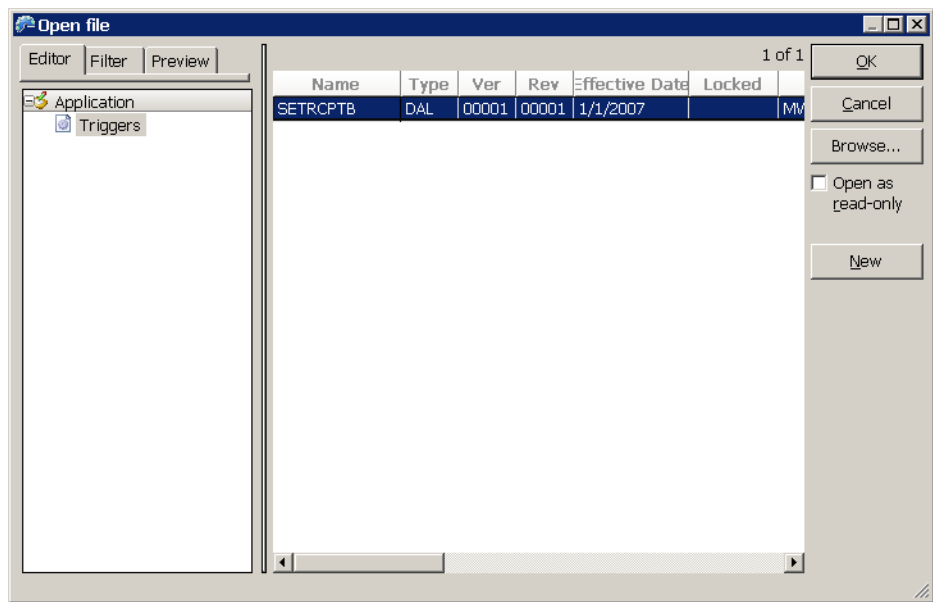 Open file
Editor Filter Preview
Application
Triggers
1 of 1
Name Type Ver Rev Effective Date Locked
SETRCPTB DAL 00001 00001 1/1/2007
OK
Cancel
Browse...
Open as
read-only
New